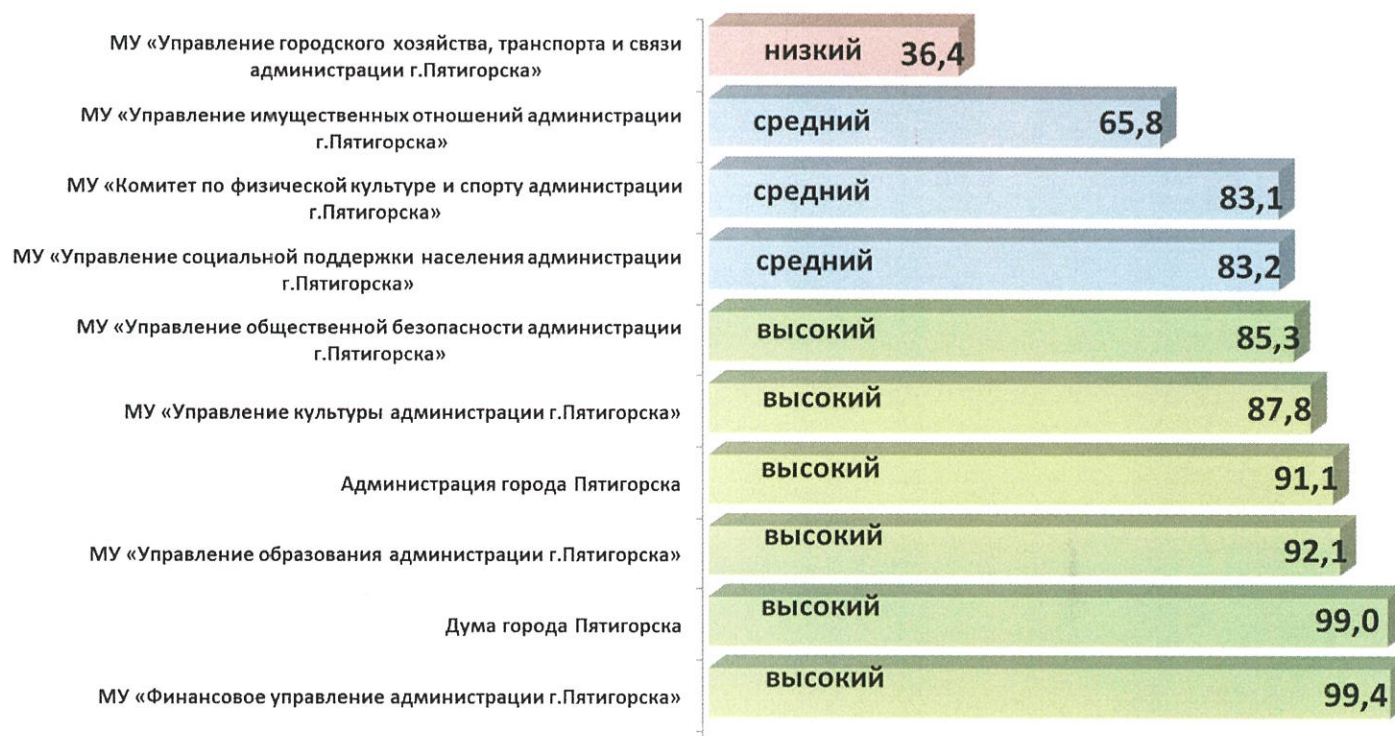 МУ «Управление городского хозяйства, транспорта и связи
администрации г.Пятигорска»
низкий 36,4
МУ «Управление имущественных отношений администрации
г.Пятигорска»
средний 65,8
МУ «Комитет по физической культуре и спорту администрации
г.Пятигорска»
средний 83,1
МУ «Управление социальной поддержки населения администрации
г.Пятигорска»
средний 83,2
МУ «Управление общественной безопасности администрации
г.Пятигорска»
высокий 85,3
МУ «Управление культуры администрации г.Пятигорска»
высокий 87,8
Администрация города Пятигорска
высокий 91,1
МУ «Управление образования администрации г.Пятигорска»
высокий 92,1
Дума города Пятигорска
высокий 99,0
МУ «Финансовое управление администрации г.Пятигорска»
высокий 99,4